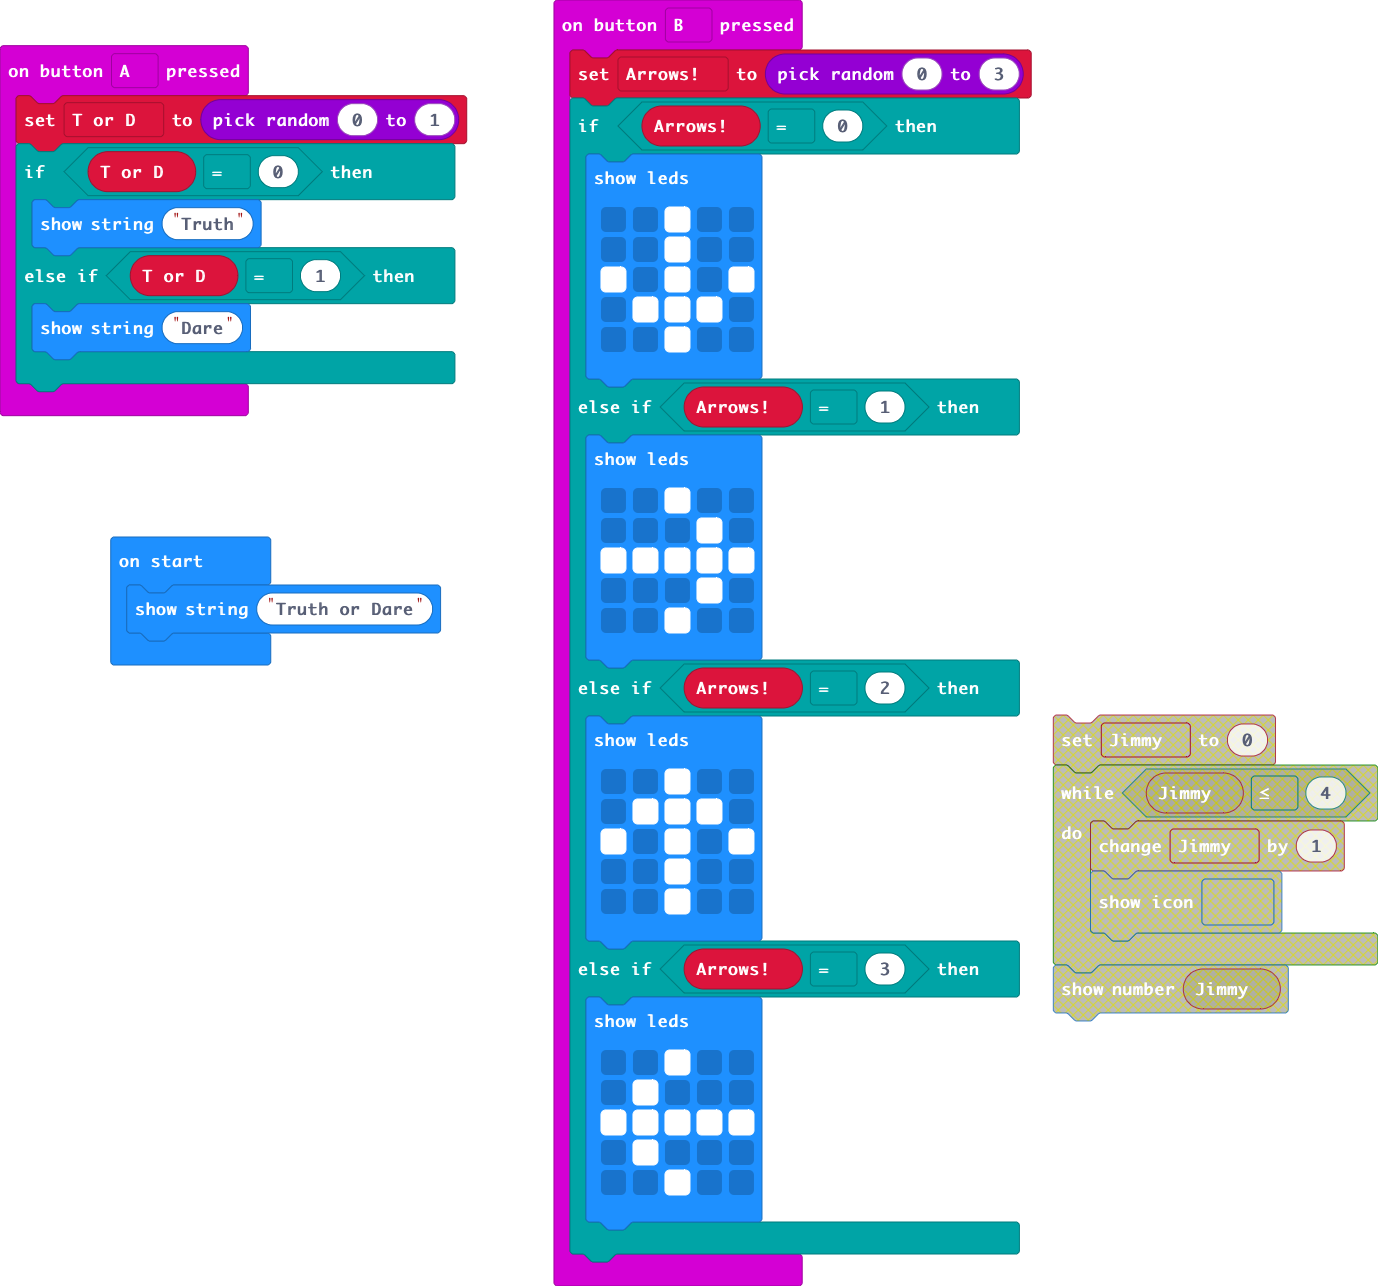 on button A pressed
set T or D to pick random 0 to 1
if T or D = 0 then
show string "Truth"
else if T or D = 1 then
show string "Dare"
on start
show string "Truth or Dare"
on button B pressed
set Arrows! to pick random 0 to 3
if Arrows! = 0 then
show leds
else if Arrows! = 1 then
show leds
else if Arrows! = 2 then
show leds
else if Arrows! = 3 then
show leds
set Jimmy to 0
while Jimmy ≤ 4
do
change Jimmy by 1
show icon
show number Jimmy